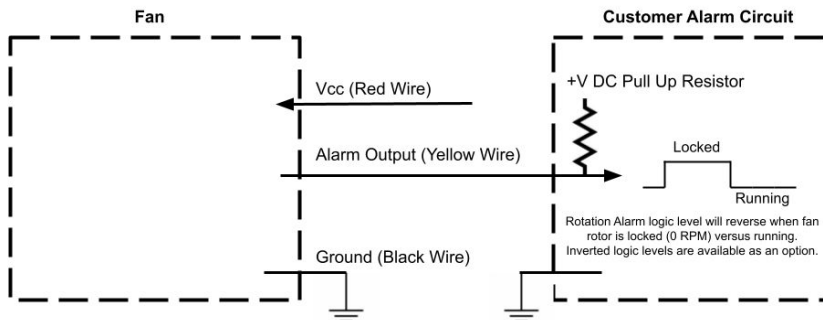 Fan
Customer Alarm Circuit
Vcc (Red Wire)
+V DC Pull Up Resistor
Alarm Output (Yellow Wire)
Locked
Running
Rotation Alarm logic level will reverse when fan
rotor is locked (0 RPM) versus running.
Inverted logic levels are available as an option.
Ground (Black Wire)